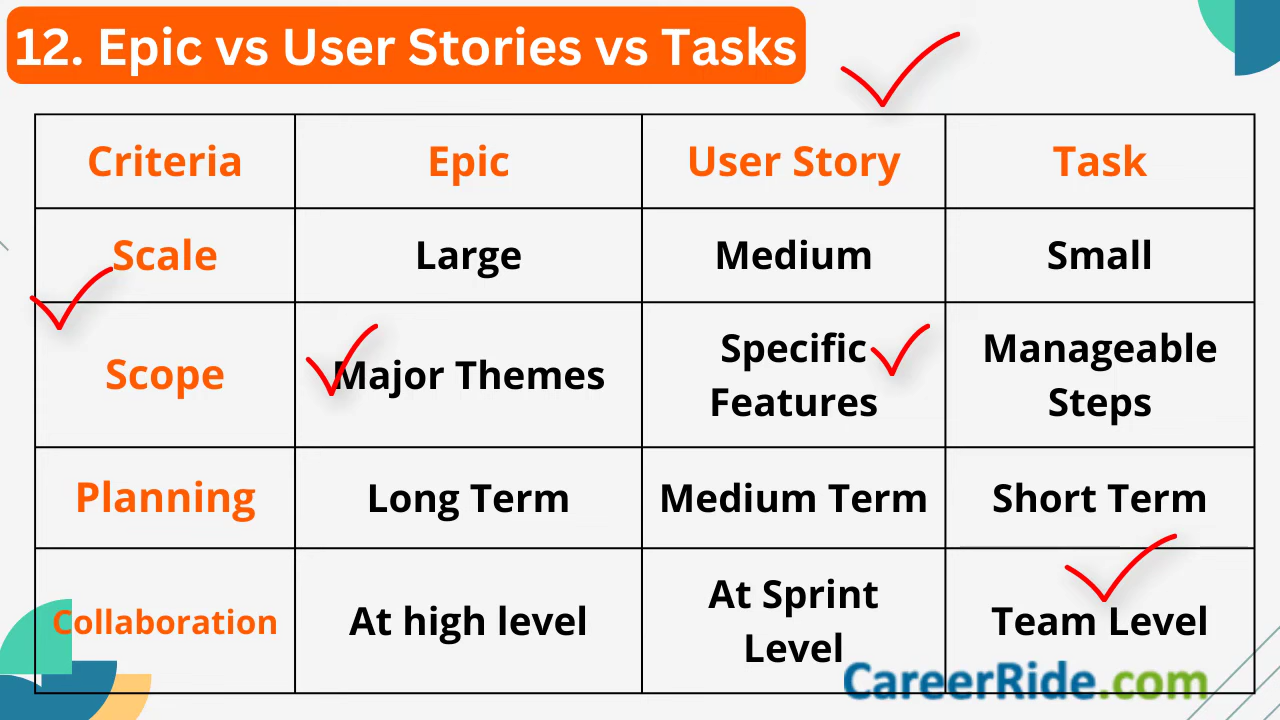 12. Epic vs User Stories vs Tasks
Criteria Epic User Story Task
Scale Large Medium Small
Scope Major Themes Specific Features Manageable Steps
Planning Long Term Medium Term Short Term
Collaboration At high level At Sprint Level Team Level
CareerRide.com